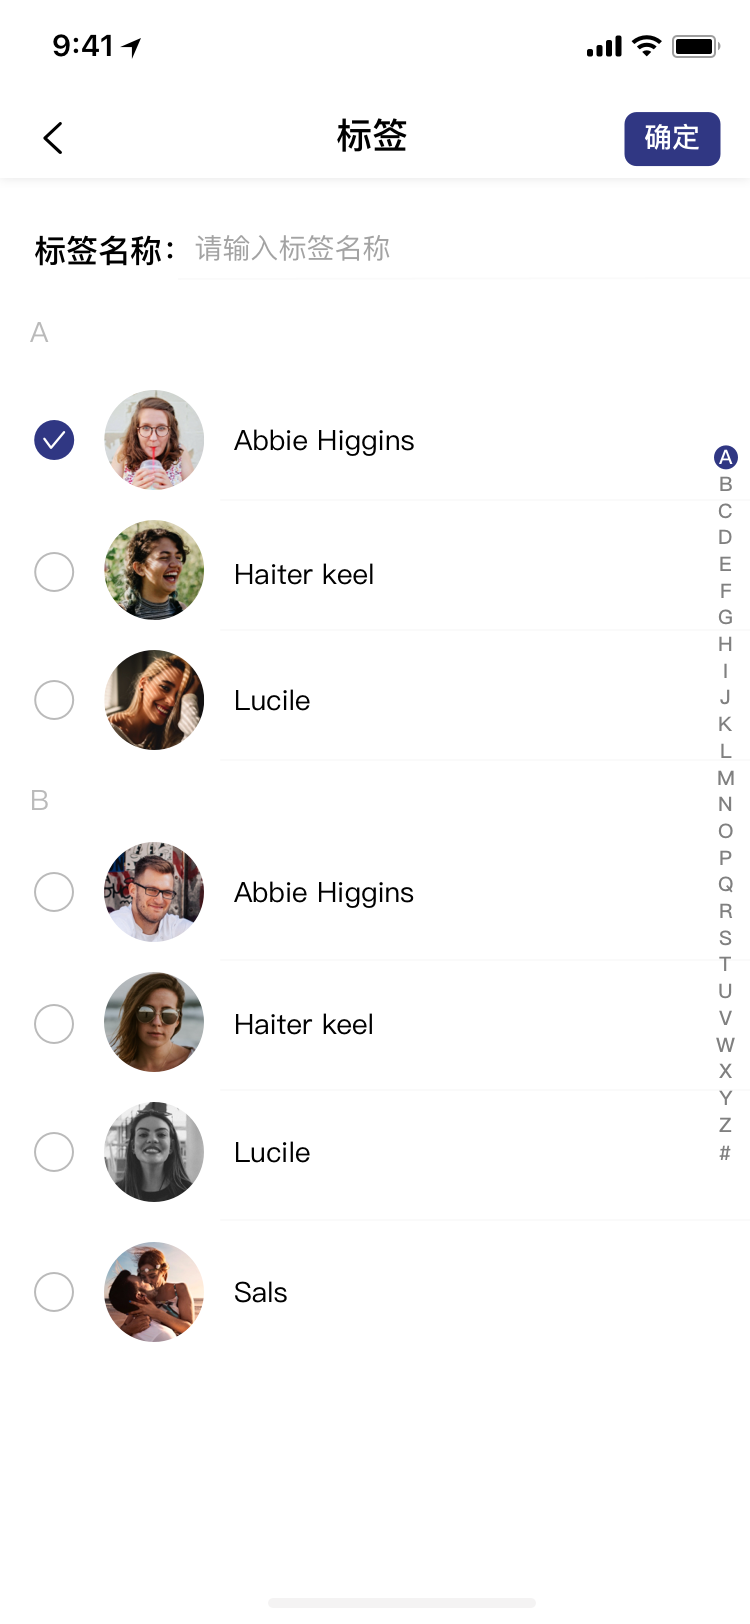 9:41
标签
确定
标签名称：
请输入标签名称
A
Abbie Higgins
Haiter keel
Lucile
B
Abbie Higgins
Haiter keel
Lucile
Sals
A
B
C
D
E
F
G
H
I
J
K
L
M
N
O
P
Q
R
S
T
U
V
W
X
Y
Z
#